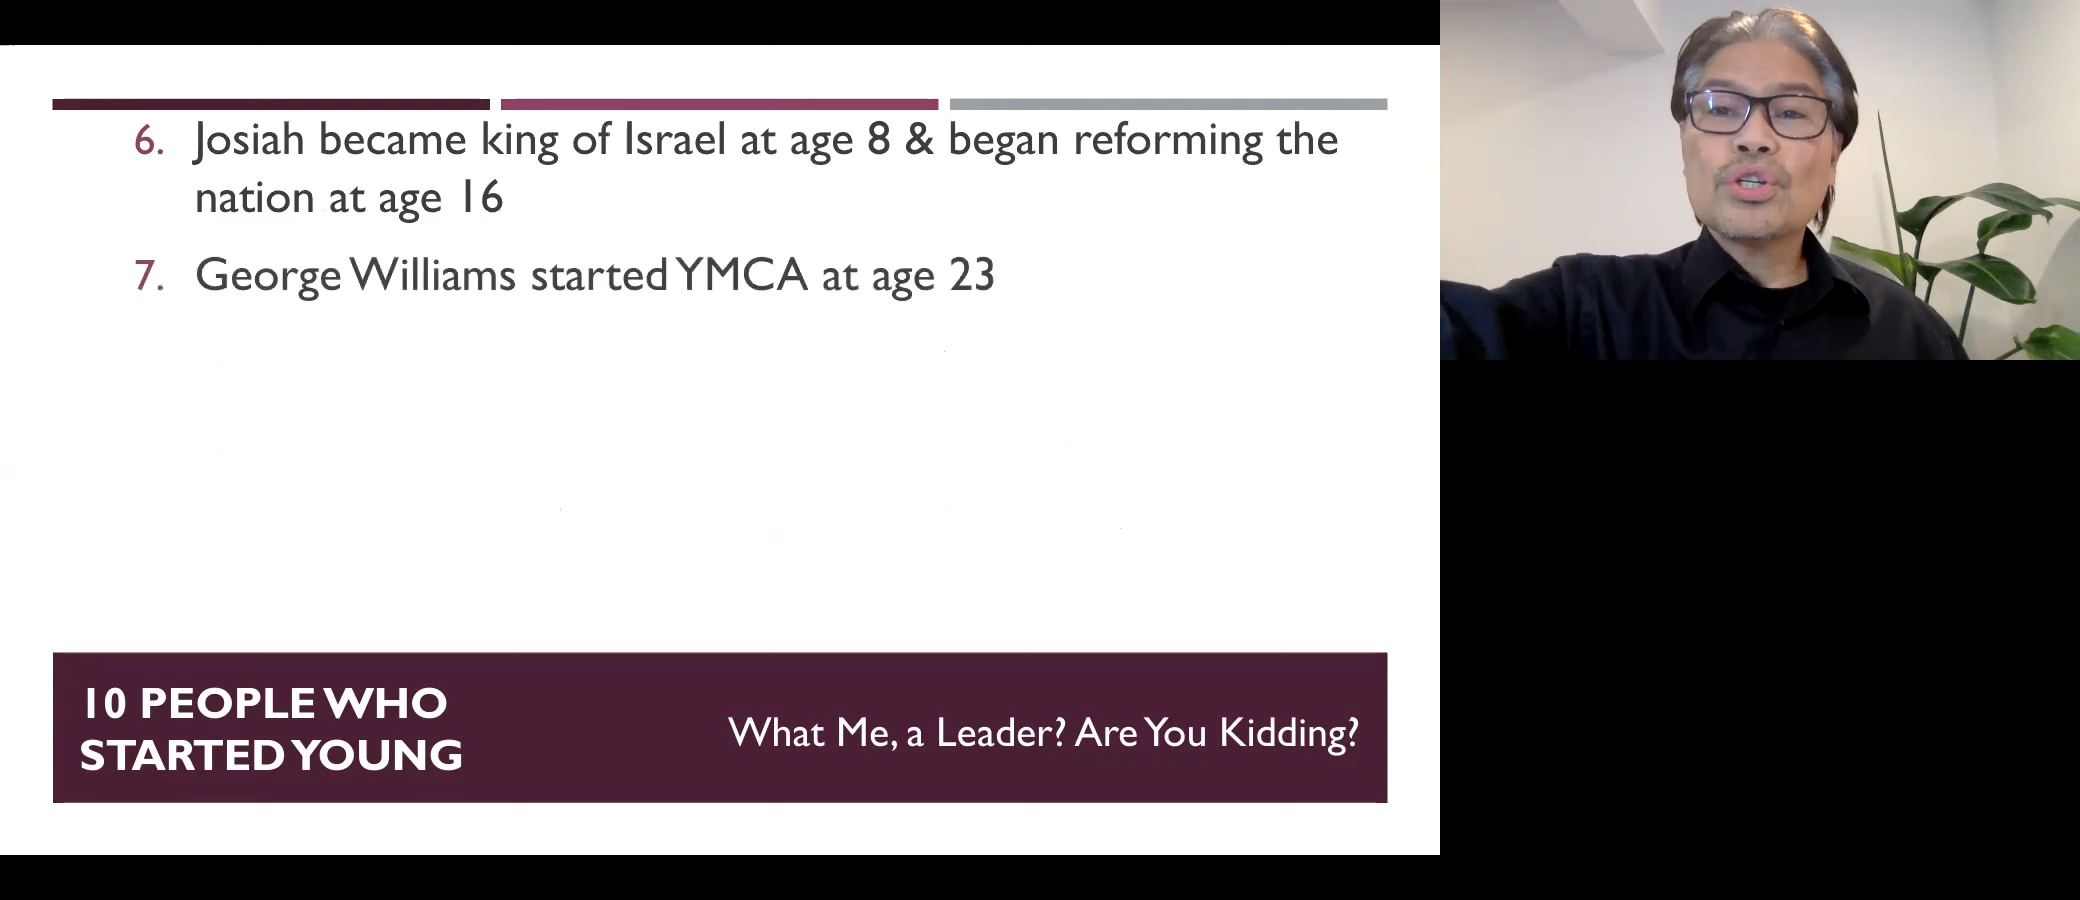 6. Josiah became king of Israel at age 8 & began reforming the
nation at age 16
7. George Williams started YMCA at age 23
10 PEOPLE WHO
STARTED YOUNG
What Me, a Leader? Are You Kidding?